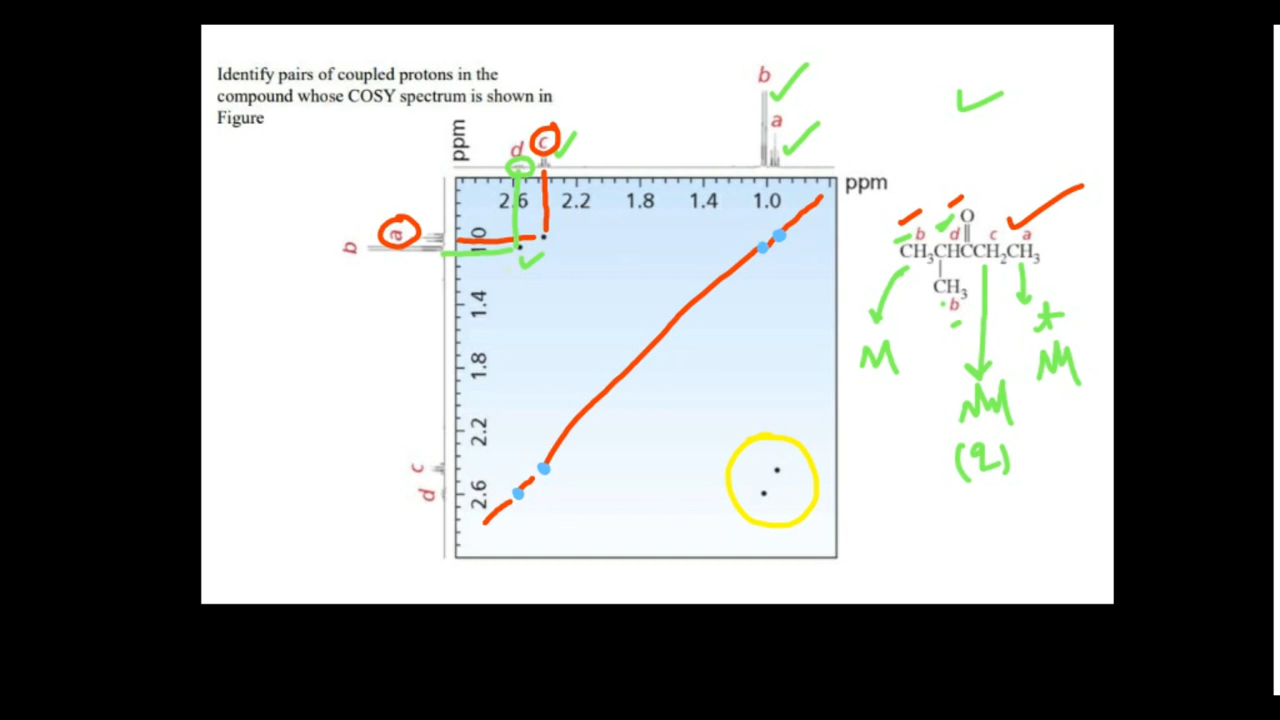 Identify pairs of coupled protons in the
compound whose COSY spectrum is shown in
Figure
b
a
d c
ppm
ppm
2.6 2.2 1.8 1.4 1.0
b a
1.0
1.4
1.8
2.2
2.6
c
d
O
b d c a
CH3CHCCH2CH3
CH3
b
(q)